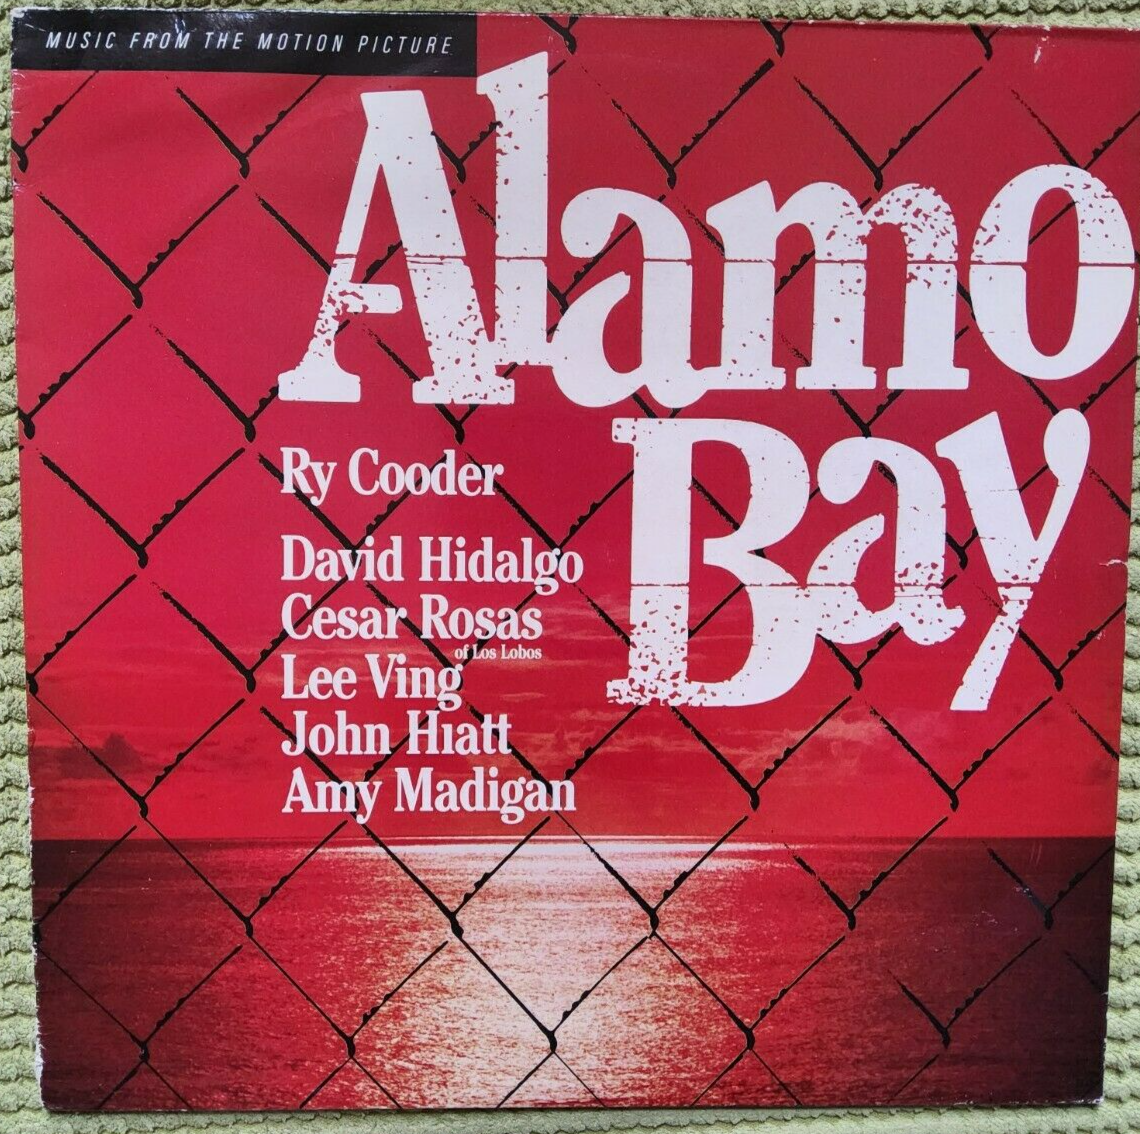 MUSIC FROM THE MOTION PICTURE
Alamo
Bay
Ry Cooder
David Hidalgo
Cesar Rosas
of Los Lobos
Lee Ving
John Hiatt
Amy Madigan